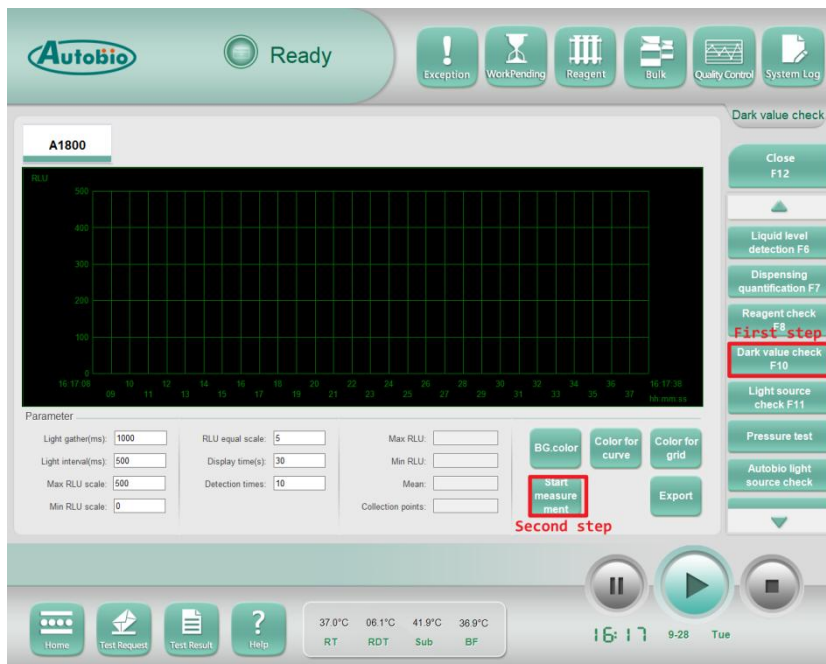 Autobio
Ready
Exception
WorkPending
Reagent
Bulk
Quality Control
System Log
Dark value check
A1800
Close
F12
RLU
500
400
300
200
100
0
16:17:08 10 12 14 16 18 20 22 24 26 28 30 32 34 36 16:17:38
09 11 13 15 17 19 21 23 25 27 29 31 33 35 37 hh:mm:ss
Liquid level
detection F6
Dispensing
quantification F7
Reagent check
F8
First step
Dark value check
F10
Light source
check F11
Pressure test
Autobio light
source check
Parameter
Light gather(ms): 1000
RLU equal scale: 5
Max RLU:
Light interval(ms): 500
Display time(s): 30
Min RLU:
Max RLU scale: 500
Detection times: 10
Mean:
Min RLU scale: 0
Collection points:
BG.color
Color for
curve
Color for
grid
Start
measure
ment
Export
Second step
Home
Test Request
Test Result
Help
37.0°C 06.1°C 41.9°C 36.9°C
RT RDT Sub BF
16:17 9-28 Tue